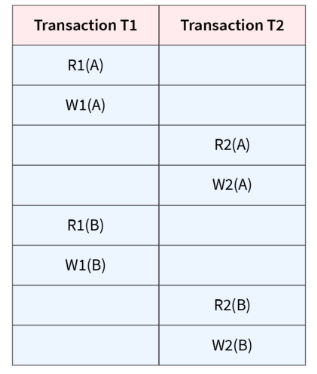 Transaction T1 Transaction T2
R1(A)
W1(A)
R2(A)
W2(A)
R1(B)
W1(B)
R2(B)
W2(B)